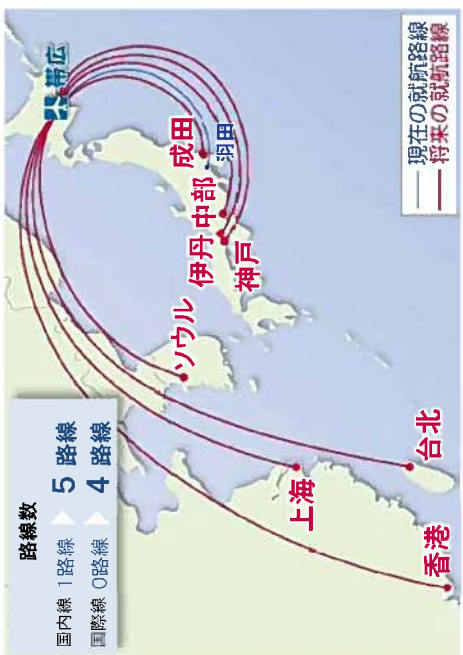 路線数
国内線 1路線 5 路線
国際線 0路線 4 路線
帯広
成田
羽田
中部
伊丹
神戸
ソウル
上海
台北
香港
現在の就航路線
将来の就航路線